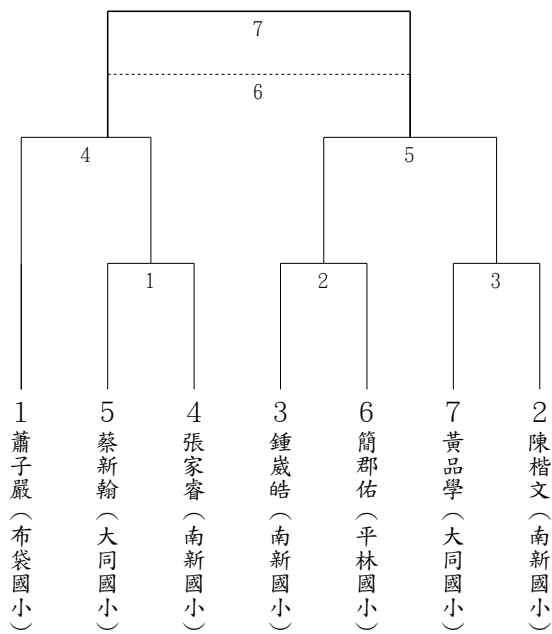 7
6
4
5
1
2
3
1 蕭子嚴(布袋國小)
5 蔡新翰(大同國小)
4 張家睿(南新國小)
3 鍾崴皓(南新國小)
6 簡郡佑(平林國小)
7 黃品學(大同國小)
2 陳楷文(南新國小)